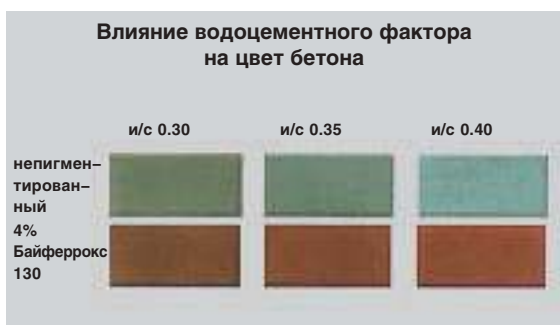 Влияние водоцементного фактора
на цвет бетона
и/с 0.30 и/с 0.35 и/с 0.40
непигмен–
тирован–
ный
4%
Байферрокс
130